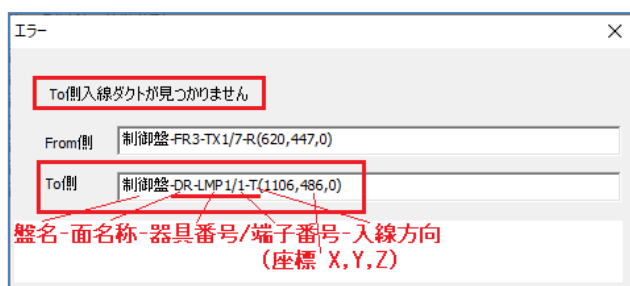 エラー
To側入線ダクトが見つかりません
From側
制御盤-FR3-TX1/7-R(620,447,0)
To側
制御盤-DR-LMP1/1-T(1106,486,0)
盤名-面名称-器具番号/端子番号-入線方向
(座標 X,Y,Z)